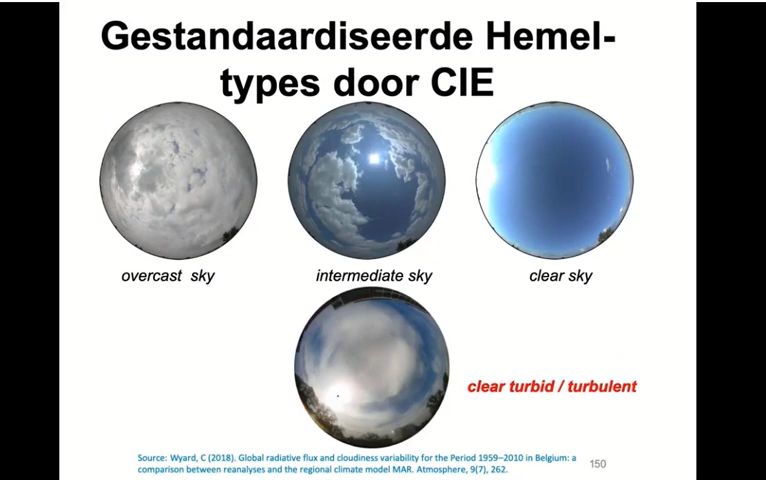 Gestandaardiseerde Hemel-
types door CIE
overcast sky
intermediate sky
clear sky
clear turbid / turbulent
Source: Wyard, C (2018). Global radiative flux and cloudiness variability for the Period 1959–2010 in Belgium: a
comparison between reanalyses and the regional climate model MAR. Atmosphere, 9(7), 262.
150